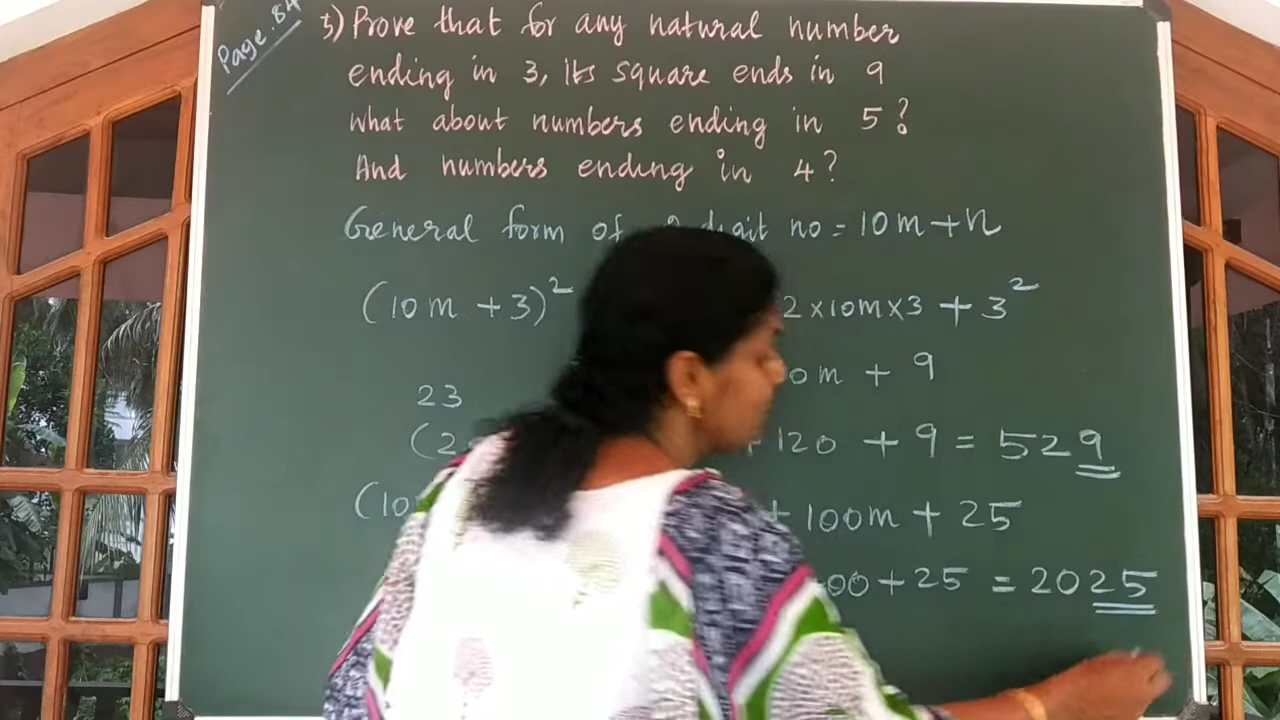 Page.84
5) Prove that for any natural number
ending in 3, its square ends in 9
What about numbers ending in 5?
And numbers ending in 4?
General form of digit no = 10m+n
(10m + 3)² 2×10m×3 + 3²
0m + 9
23
(2 120 + 9 = 529
(10 + 100m + 25
00+25 = 2025